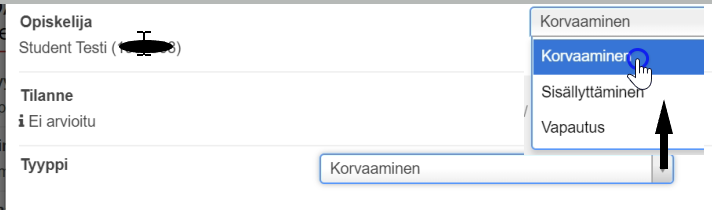 Opiskelija
Student Testi (
Tilanne
Ei arvioitu
Tyyppi
Korvaaminen
Korvaaminen
Korvaaminen
Sisällyttäminen
Vapautus